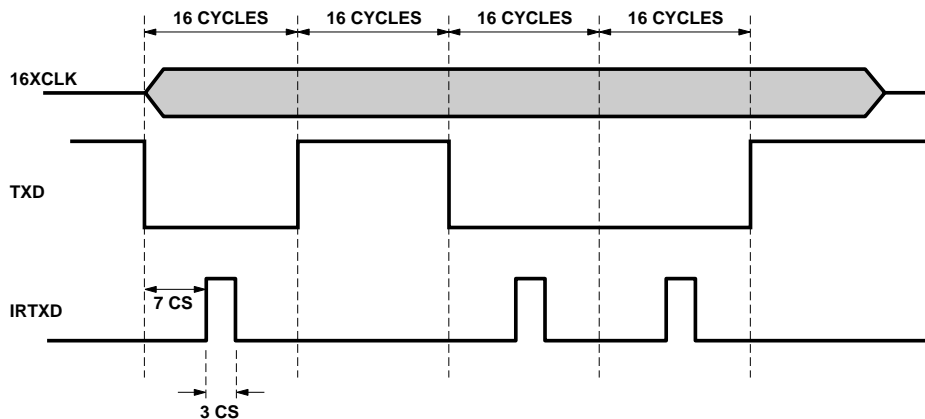 16 CYCLES 16 CYCLES 16 CYCLES 16 CYCLES
16XCLK
TXD
7 CS
IRTXD
3 CS